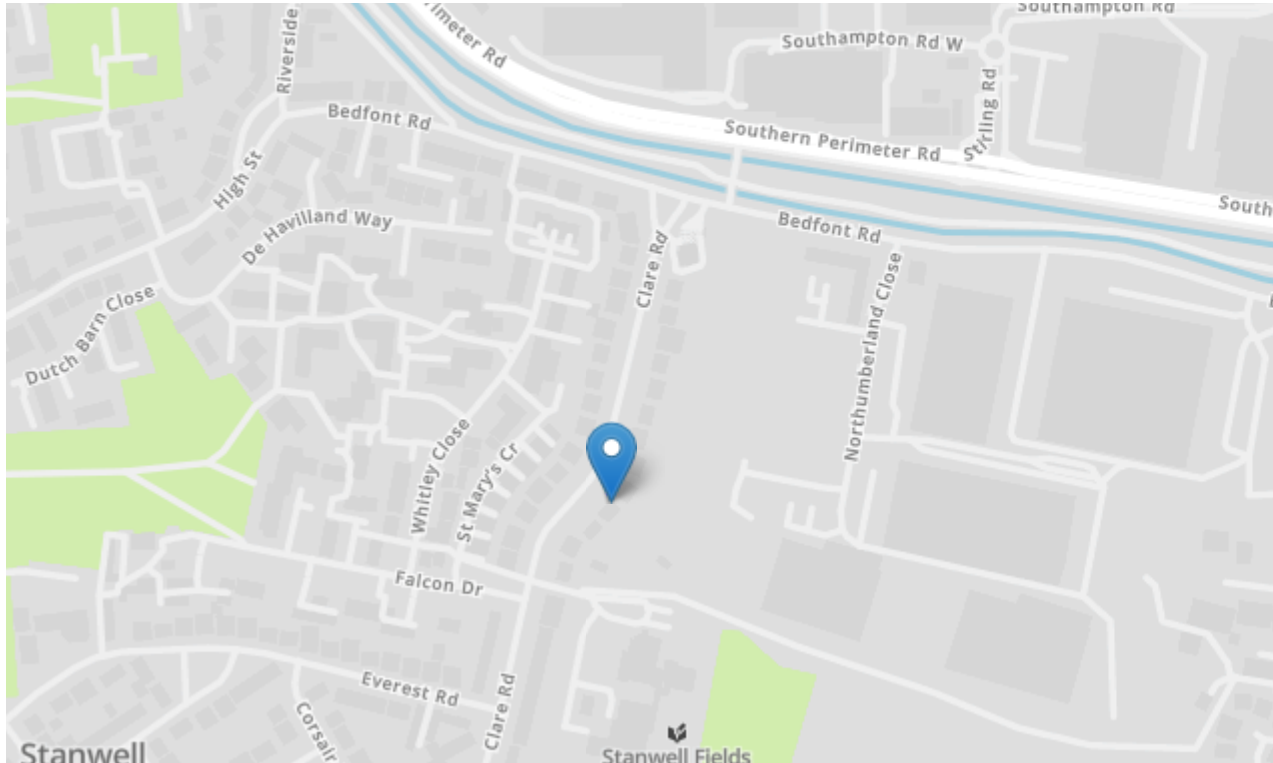 Southampton Rd
Riverside
rimeter Rd
Southampton Rd W
Stirling Rd
Bedfont Rd
Southern Perimeter Rd
High St
South
De Havilland Way
Bedfont Rd
Clare Rd
Northumberland Close
Dutch Barn Close
Whitley Close
St Mary's Cr
Falcon Dr
Everest Rd
Clare Rd
Corsair
Stanwell
Stanwell Fields